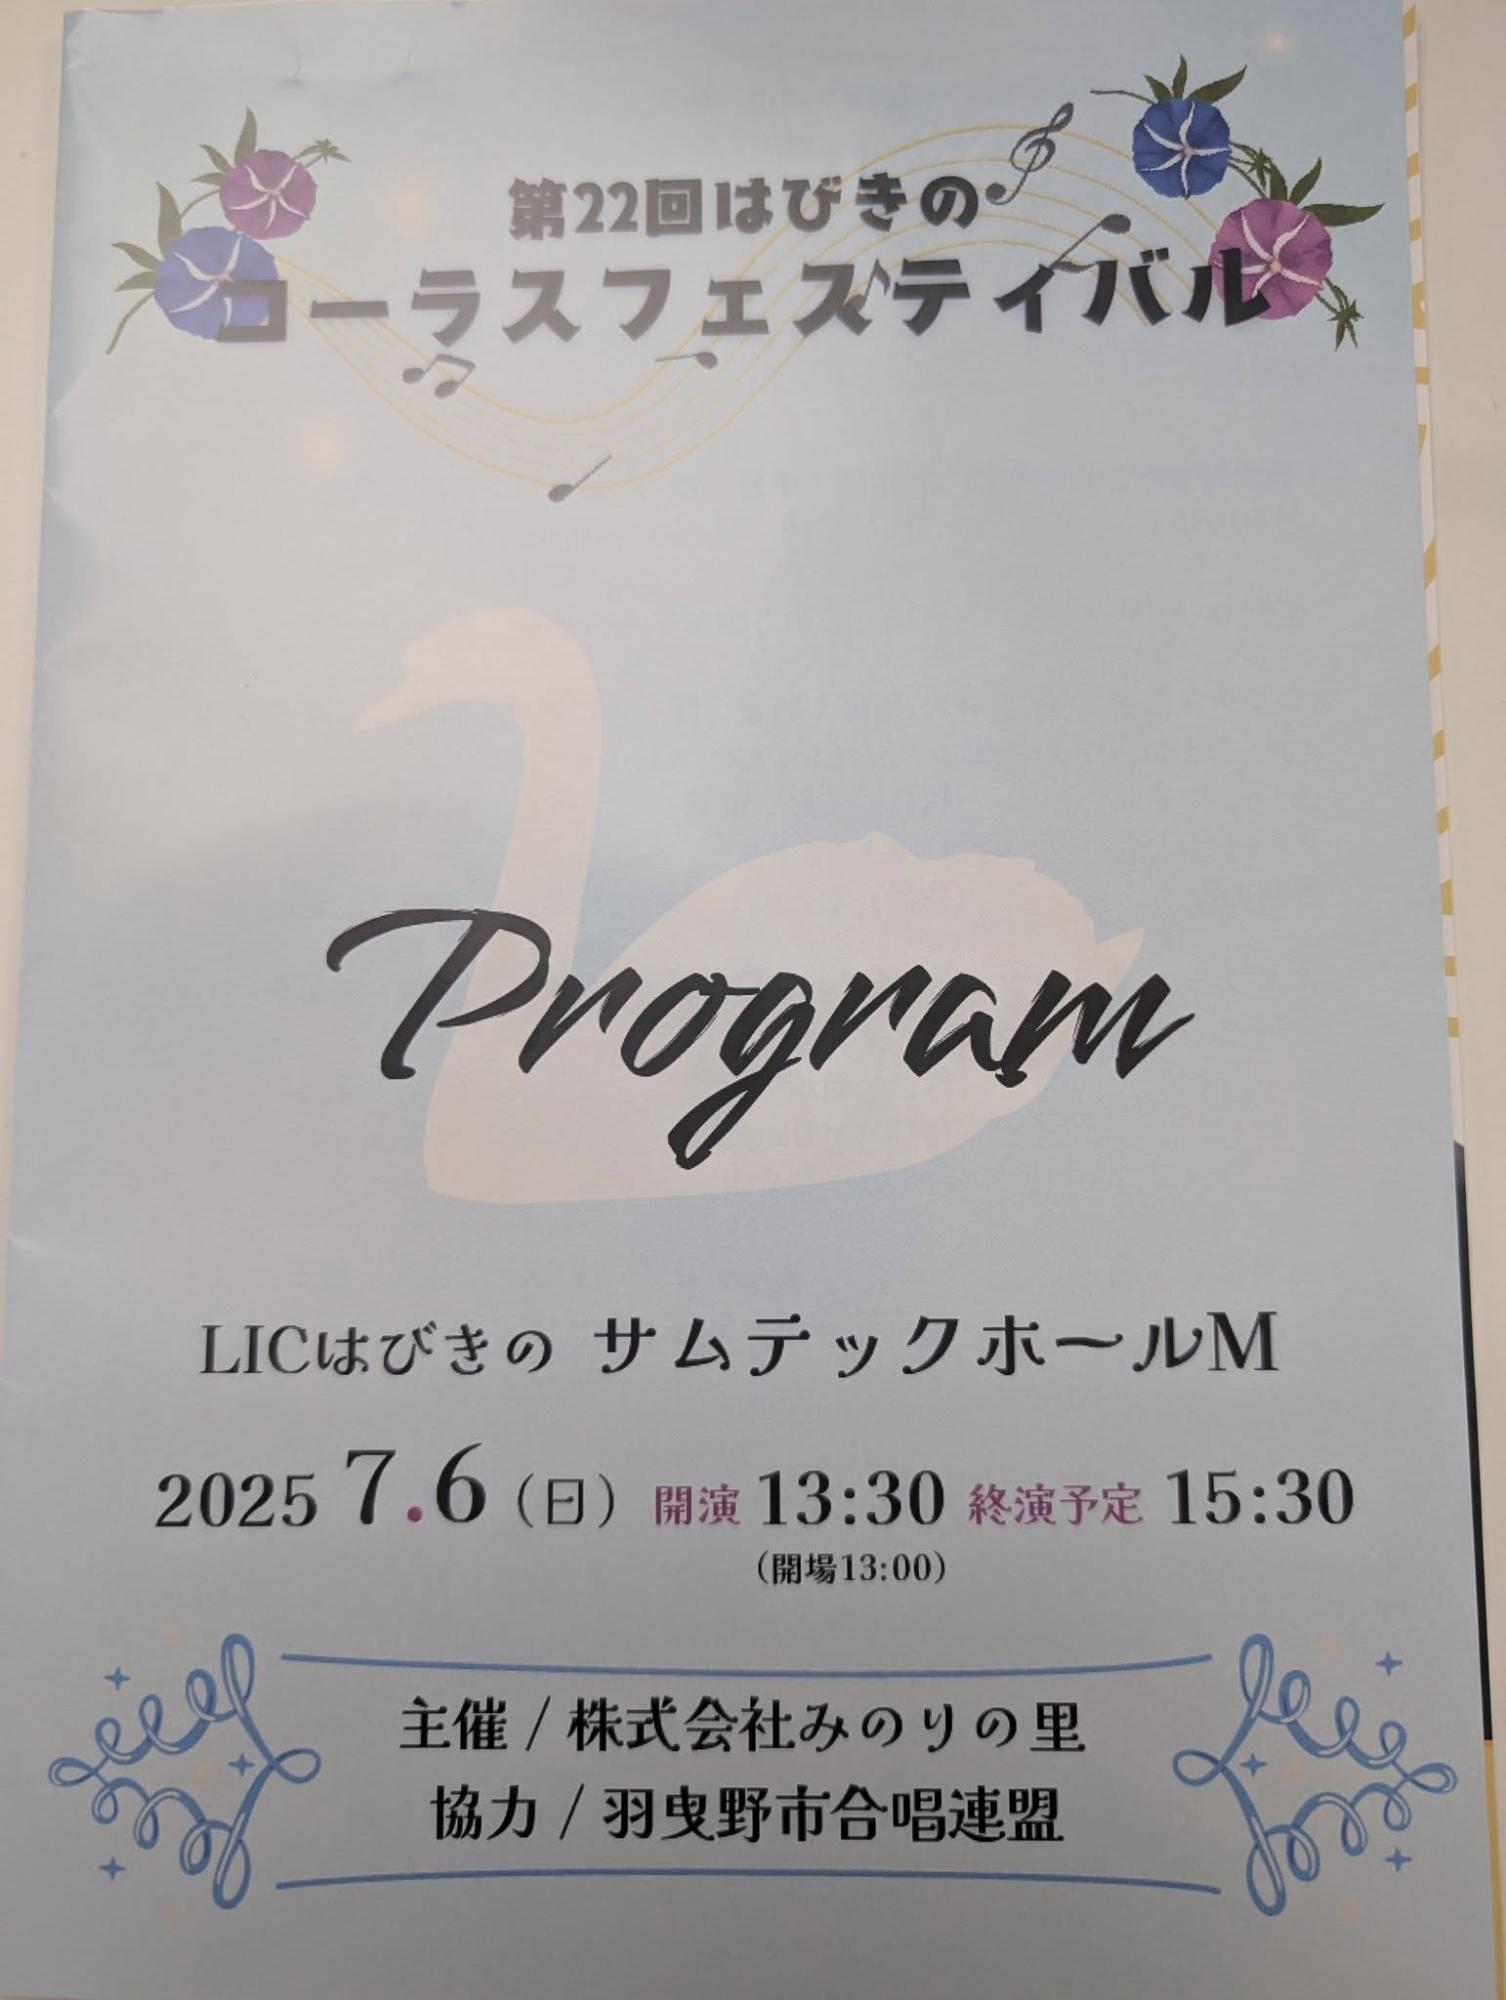 第22回はびきの
コーラスフェスティバル
Program
LICはびきの サムテックホールM
2025 7.6（日） 開演 13:30 終演予定 15:30
（開場13:00）
主催 / 株式会社みのりの里
協力 / 羽曳野市合唱連盟